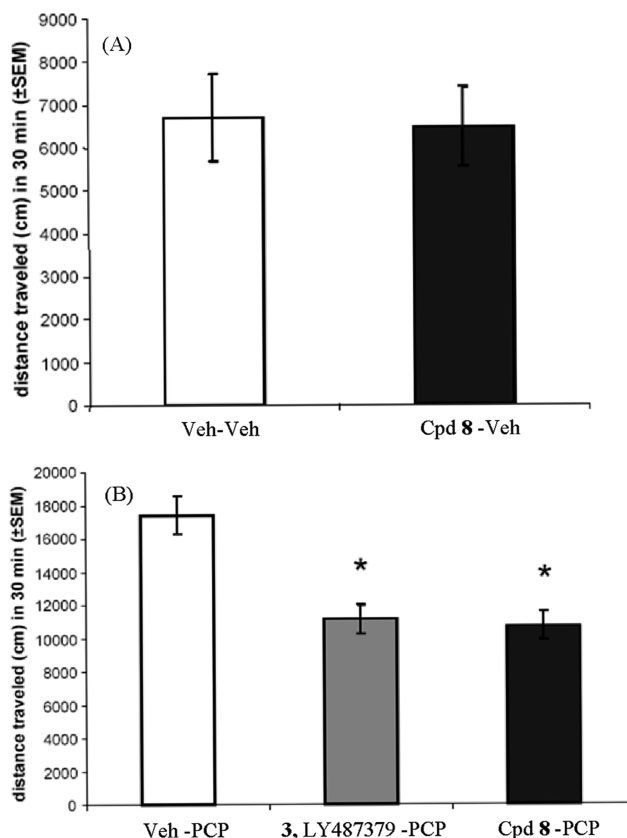 (A)
distance traveled (cm) in 30 min (±SEM)
9000
8000
7000
6000
5000
4000
3000
2000
1000
0
Veh-Veh
Cpd 8 -Veh
(B)
distance traveled (cm) in 30 min (±SEM)
20000
18000
16000
14000
12000
10000
8000
6000
4000
2000
0
*
*
Veh -PCP
3, LY487379 -PCP
Cpd 8 -PCP